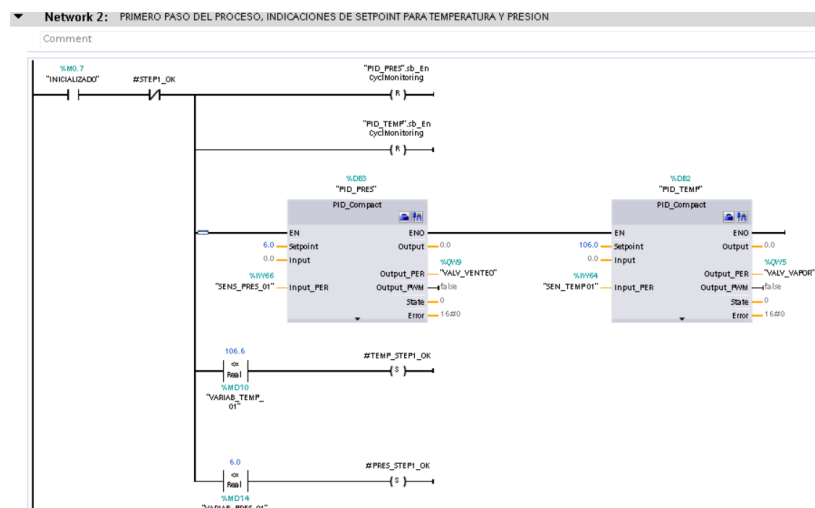 Network 2: PRIMERO PASO DEL PROCESO, INDICACIONES DE SETPOINT PARA TEMPERATURA Y PRESION
Comment
%M0.7
"INICIALIZADO"
#STEP1_OK
"PID_PRES".sb_En
CyclMonitoring
R
"PID_TEMP".sb_En
CyclMonitoring
R
%DB3
"PID_PRES"
PID_Compact
EN
ENO
6.0
Setpoint
Output
0.0
0.0
Input
%IW66
"SENS_PRES_01"
Input_PER
%QW9
Output_PER
"VALV_VENTEO"
Output_PWM
false
State
0
Error
16#0
%DB2
"PID_TEMP"
PID_Compact
EN
ENO
106.0
Setpoint
Output
0.0
0.0
Input
%IW64
"SEN_TEMP01"
Input_PER
%QW5
Output_PER
"VALV_VAPOR"
Output_PWM
false
State
0
Error
16#0
106.6
<=
Real
%MD10
"VARIAB_TEMP_
01"
#TEMP_STEP1_OK
S
6.0
<=
Real
%MD14
"VARIAB_PRES_01"
#PRES_STEP1_OK
S